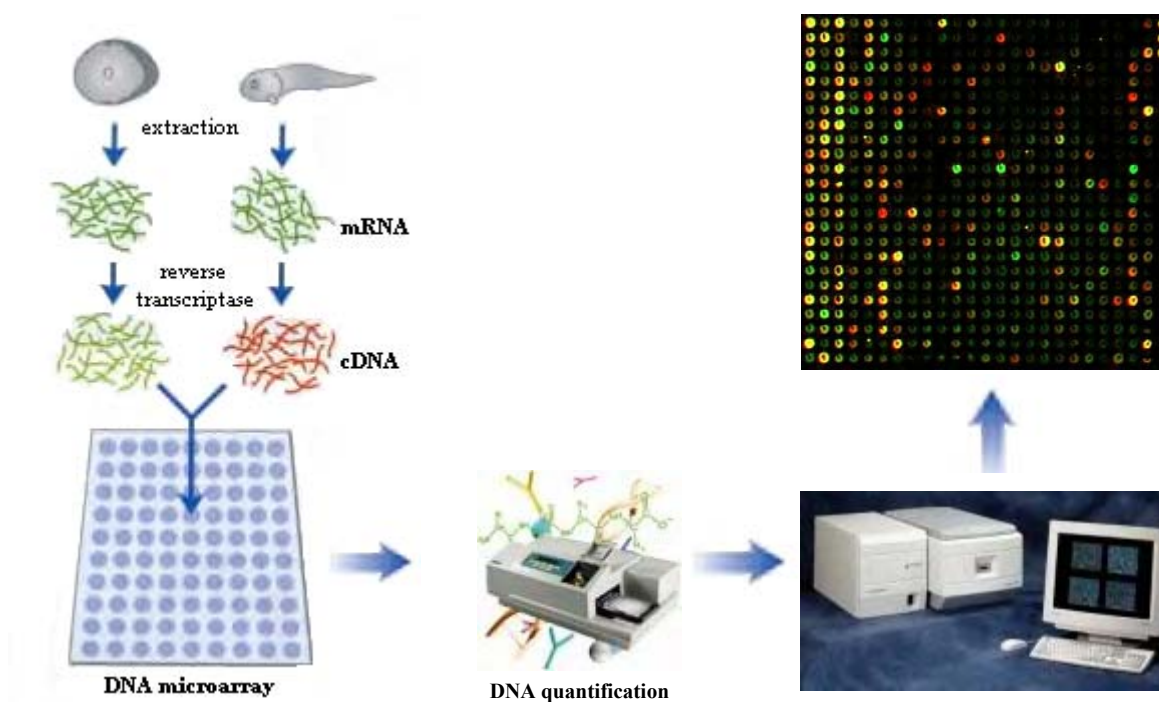 extraction
mRNA
reverse
transcriptase
cDNA
DNA microarray
DNA quantification